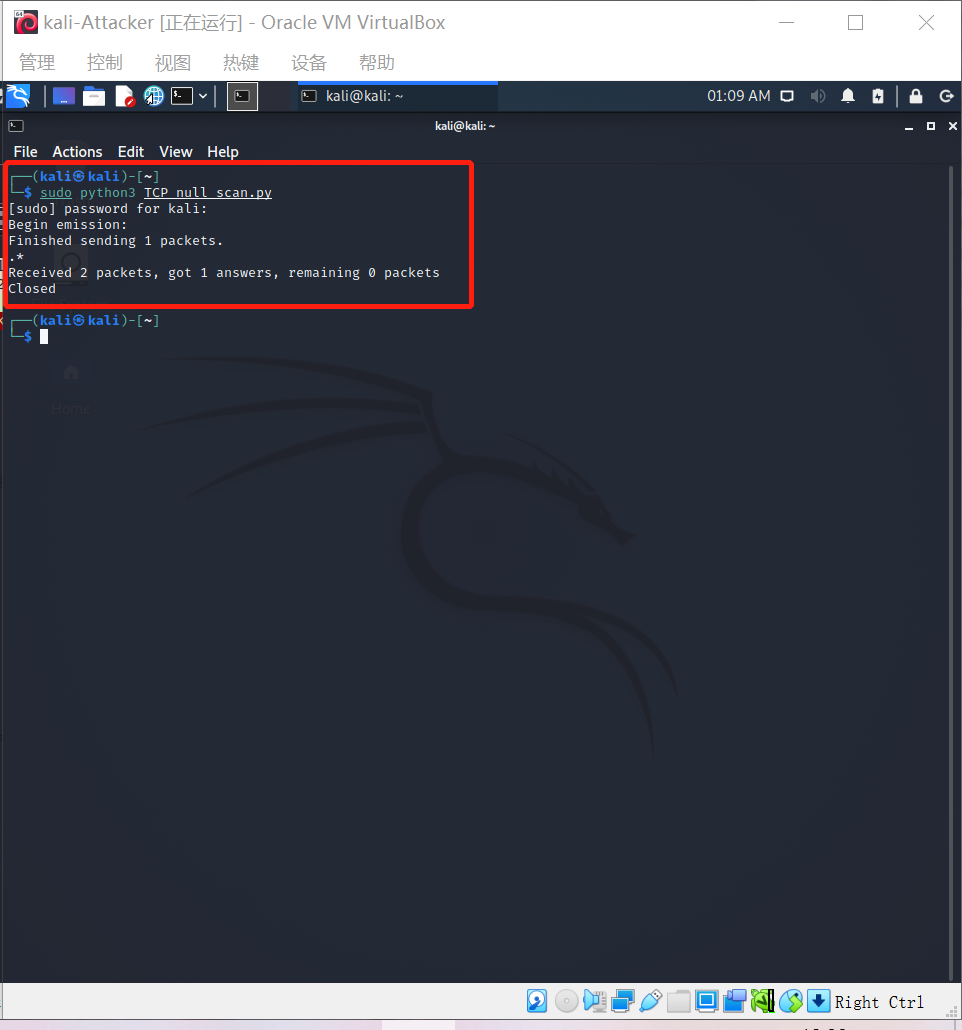 kali-Attacker [正在运行] - Oracle VM VirtualBox
管理 控制 视图 热键 设备 帮助
kali@kali: ~ 01:09 AM
kali@kali: ~
File Actions Edit View Help
┌──(kali㉿kali)-[~]
└─$ sudo python3 TCP_null_scan.py
[sudo] password for kali:
Begin emission:
Finished sending 1 packets.
.*
Received 2 packets, got 1 answers, remaining 0 packets
Closed
┌──(kali㉿kali)-[~]
└─$
Home
Right Ctrl